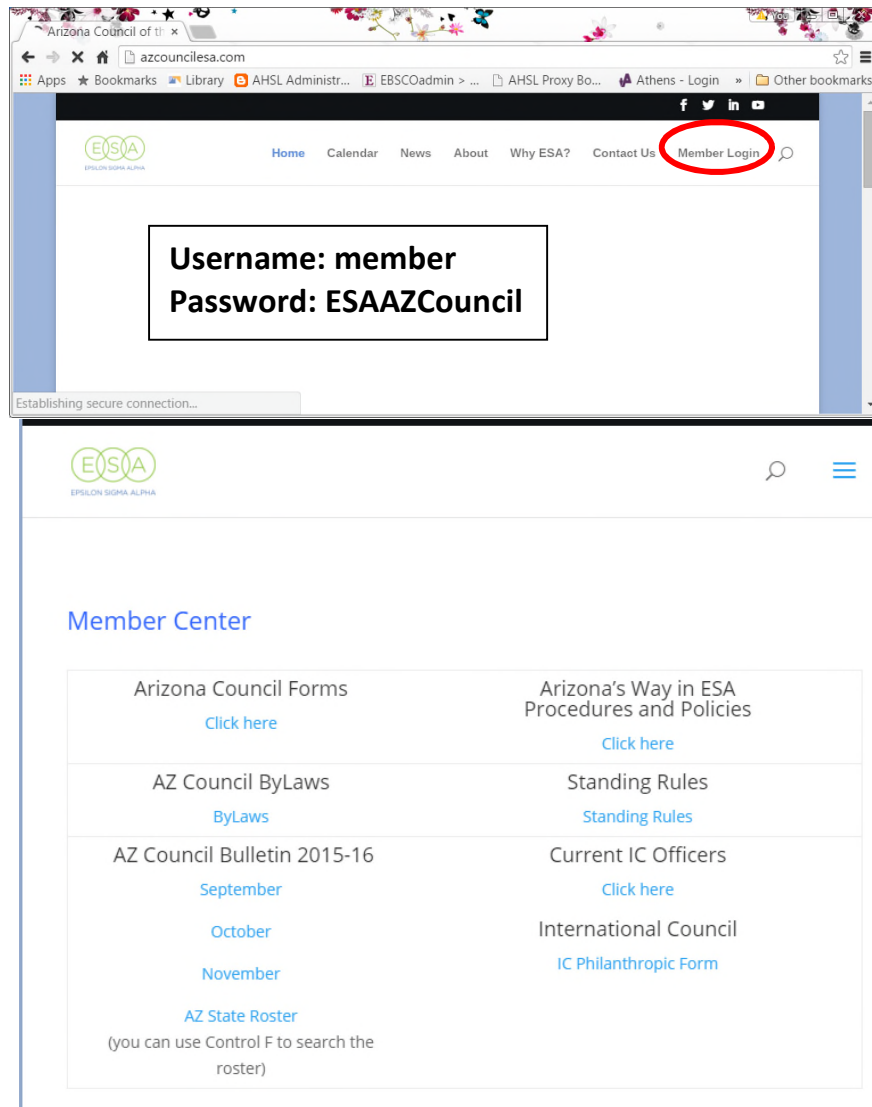 Arizona Council of th
You
azcouncilesa.com
Apps Bookmarks Library AHSL Administr... EBSCOadmin > ... AHSL Proxy Bo... Athens - Login » Other bookmarks
ESA
EPSILON SIGMA ALPHA
Home Calendar News About Why ESA? Contact Us Member Login
Username: member
Password: ESAAZCouncil
Establishing secure connection...
ESA
EPSILON SIGMA ALPHA
Member Center
Arizona Council Forms
Click here
Arizona's Way in ESA
Procedures and Policies
Click here
AZ Council ByLaws
ByLaws
Standing Rules
Standing Rules
AZ Council Bulletin 2015-16
September
October
November
AZ State Roster
(you can use Control F to search the
roster)
Current IC Officers
Click here
International Council
IC Philanthropic Form